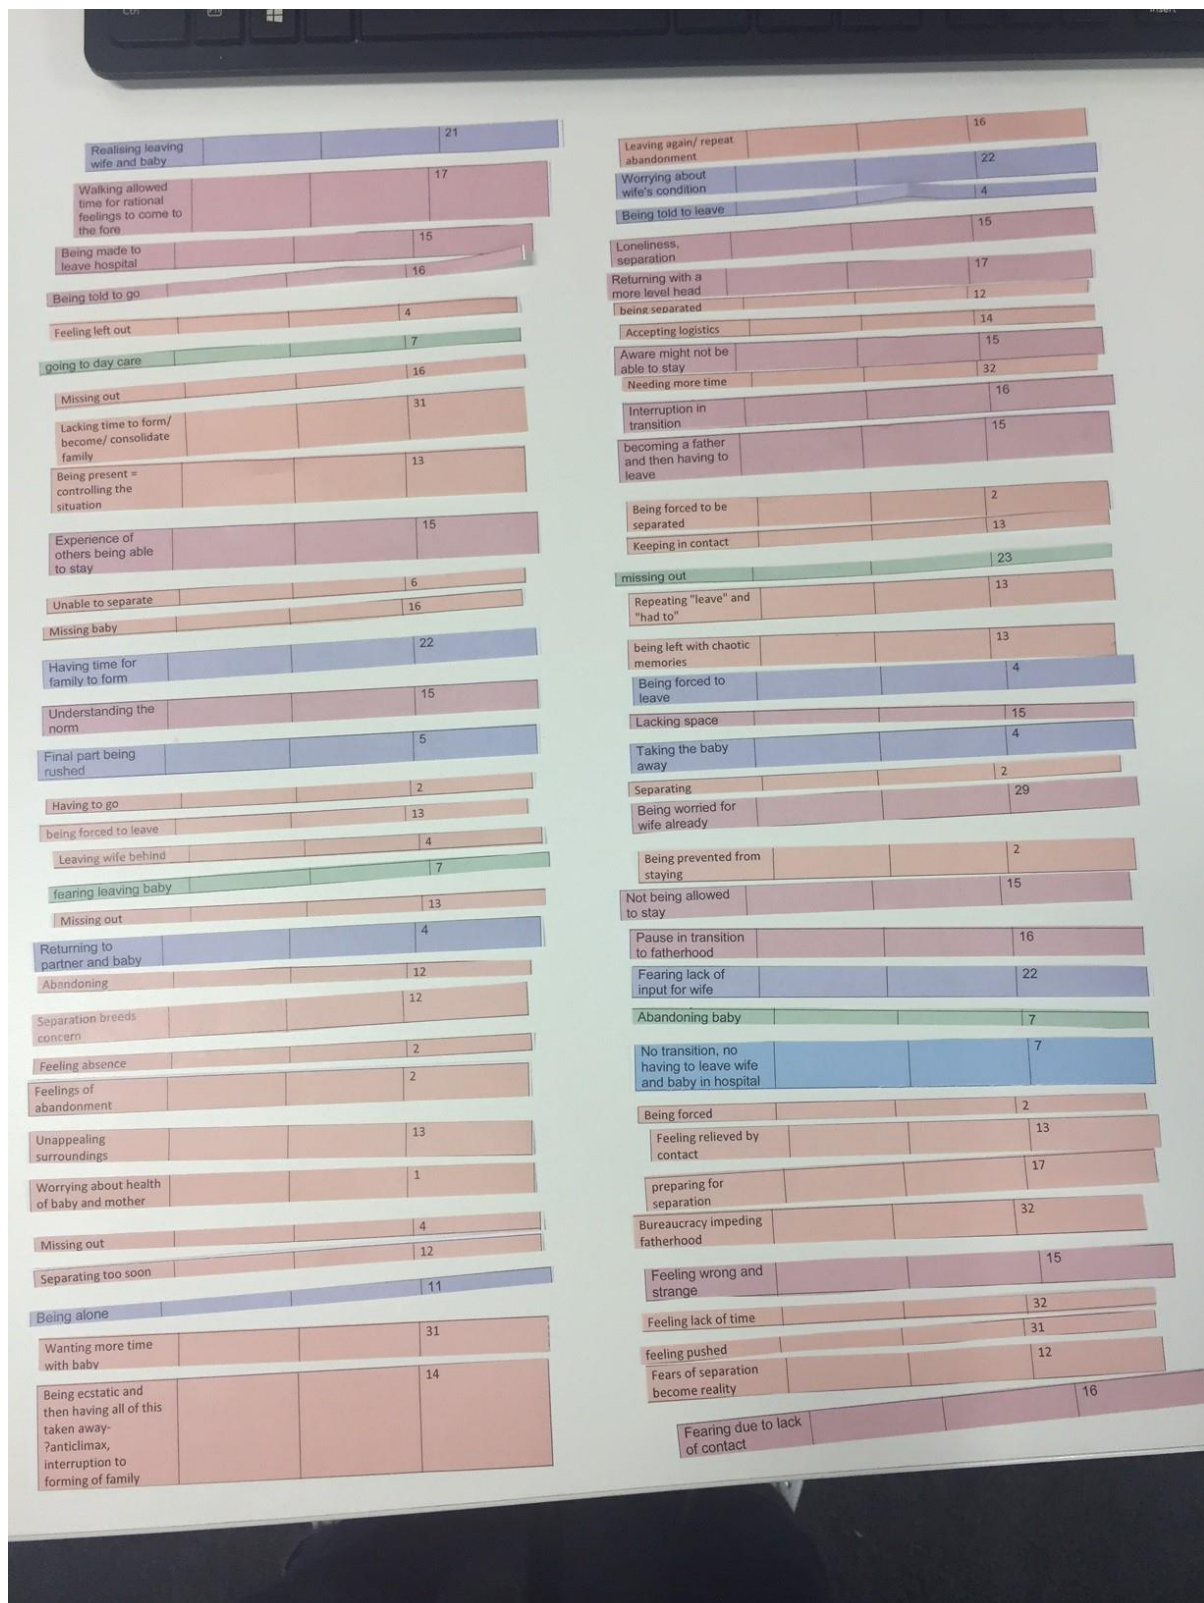 Ctrl
Insert
Realising leaving 21
wife and baby
Walking allowed 17
time for rational
feelings to come to
the fore
Being made to 15
leave hospital
Being told to go 16
Feeling left out 4
going to day care 7
Missing out 16
Lacking time to form/ 31
become/ consolidate
family
Being present = 13
controlling the
situation
Experience of 15
others being able
to stay
Unable to separate 6
Missing baby 16
Having time for 22
family to form
Understanding the 15
norm
Final part being 5
rushed
Having to go 2
being forced to leave 13
Leaving wife behind 4
fearing leaving baby 7
Missing out 13
Returning to 4
partner and baby
Abandoning 12
Separation breeds 12
concern
Feeling absence 2
Feelings of 2
abandonment
Unappealing 13
surroundings
Worrying about health 1
of baby and mother
Missing out 4
Separating too soon 12
Being alone 11
Wanting more time 31
with baby
Being ecstatic and 14
then having all of this
taken away-
?anticlimax,
interruption to
forming of family
Leaving again/ repeat 16
abandonment
Worrying about 22
wife's condition
Being told to leave 4
Loneliness, 15
separation
Returning with a 17
more level head
being separated 12
Accepting logistics 14
Aware might not be 15
able to stay
Needing more time 32
Interruption in 16
transition
becoming a father 15
and then having to
leave
Being forced to be 2
separated
Keeping in contact 13
missing out 23
Repeating "leave" and 13
"had to"
being left with chaotic 13
memories
Being forced to 4
leave
Lacking space 15
Taking the baby 4
away
Separating 2
Being worried for 29
wife already
Being prevented from 2
staying
Not being allowed 15
to stay
Pause in transition 16
to fatherhood
Fearing lack of 22
input for wife
Abandoning baby 7
No transition, no 7
having to leave wife
and baby in hospital
Being forced 2
Feeling relieved by 13
contact
preparing for 17
separation
Bureaucracy impeding 32
fatherhood
Feeling wrong and 15
strange
Feeling lack of time 32
feeling pushed 31
Fears of separation 12
become reality
Fearing due to lack 16
of contact